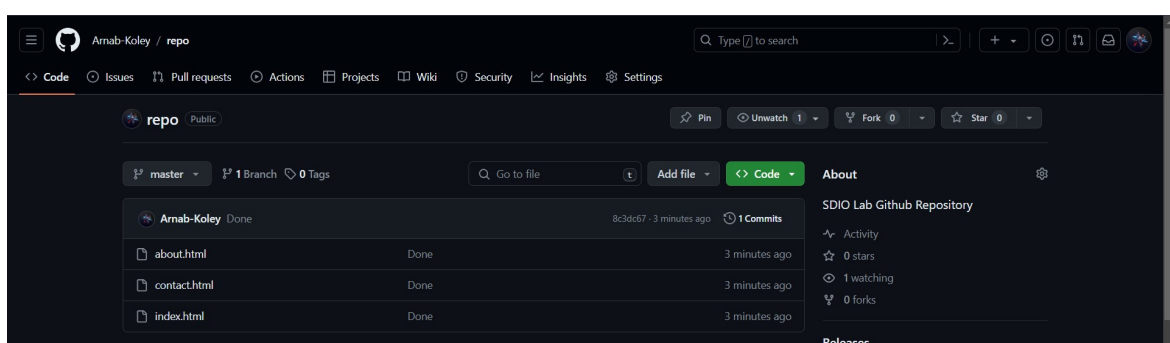 Arnab-Koley / repo
Type / to search
<> Code Issues Pull requests Actions Projects Wiki Security Insights Settings
repo Public
Pin Unwatch 1 Fork 0 Star 0
master 1 Branch 0 Tags Go to file t Add file <> Code
About
SDIO Lab Github Repository
Arnab-Koley Done 8c3dc67 · 3 minutes ago 1 Commits
Activity
about.html Done 3 minutes ago
0 stars
contact.html Done 3 minutes ago
1 watching
0 forks
index.html Done 3 minutes ago
Releases